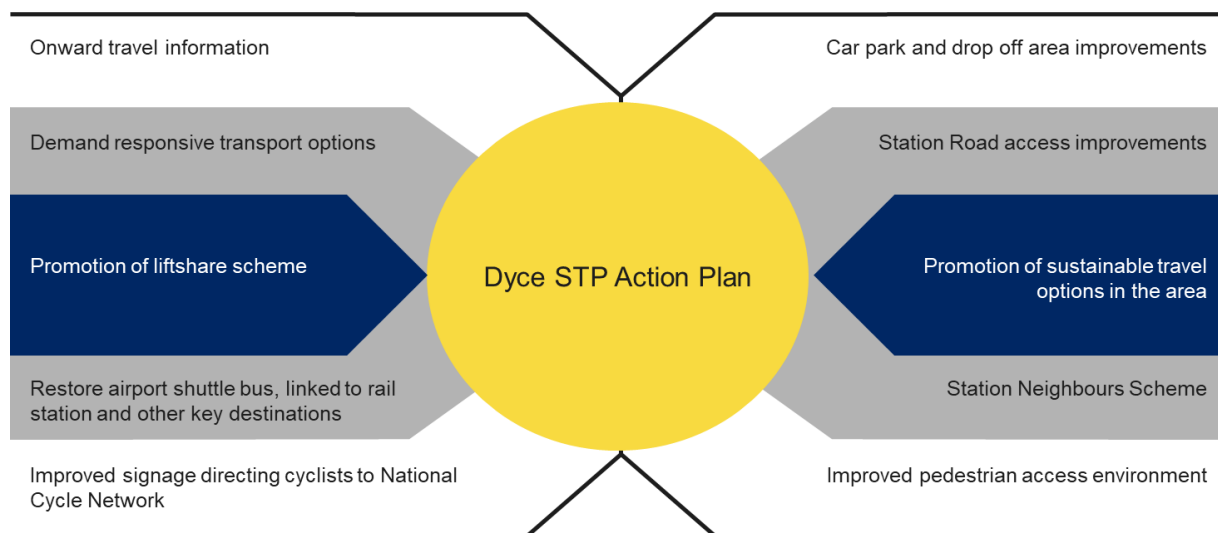 Onward travel information
Demand responsive transport options
Promotion of liftshare scheme
Restore airport shuttle bus, linked to rail
station and other key destinations
Improved signage directing cyclists to National
Cycle Network
Dyce STP Action Plan
Car park and drop off area improvements
Station Road access improvements
Promotion of sustainable travel
options in the area
Station Neighbours Scheme
Improved pedestrian access environment